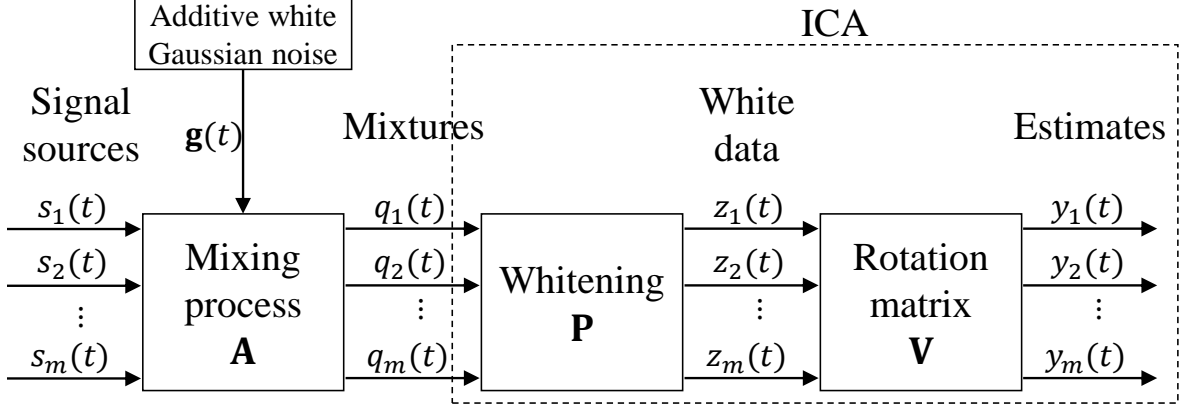 Additive white
Gaussian noise
ICA
Signal
sources
𝐠(𝑡)
Mixtures
White
data
Estimates
𝑠₁(𝑡)
𝑠₂(𝑡)
⋮
𝑠ₘ(𝑡)
Mixing
process
𝐀
𝑞₁(𝑡)
𝑞₂(𝑡)
⋮
𝑞ₘ(𝑡)
Whitening
𝐏
𝑧₁(𝑡)
𝑧₂(𝑡)
⋮
𝑧ₘ(𝑡)
Rotation
matrix
𝐕
𝑦₁(𝑡)
𝑦₂(𝑡)
⋮
𝑦ₘ(𝑡)